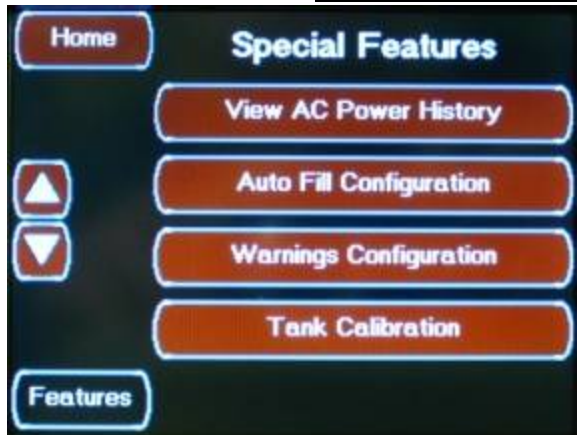 Home
Special Features
View AC Power History
Auto Fill Configuration
Warnings Configuration
Tank Calibration
Features